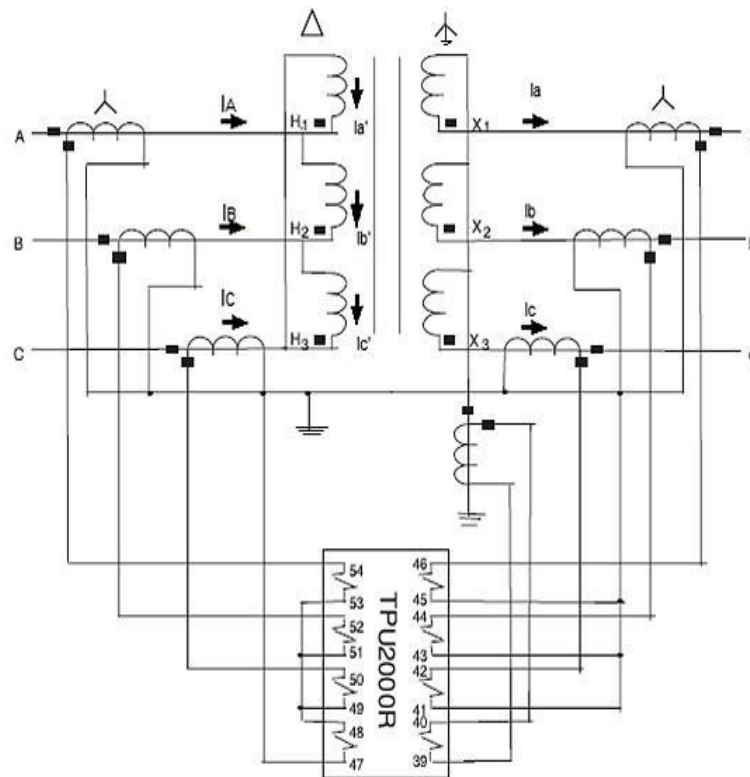 IA Ia
A H1 Ia' X1
IB Ib
B H2 Ib' X2
IC Ic
C H3 Ic' X3
54 46
53 45
52 44
51 43
50 42
49 41
48 40
47 39
TPU2000R